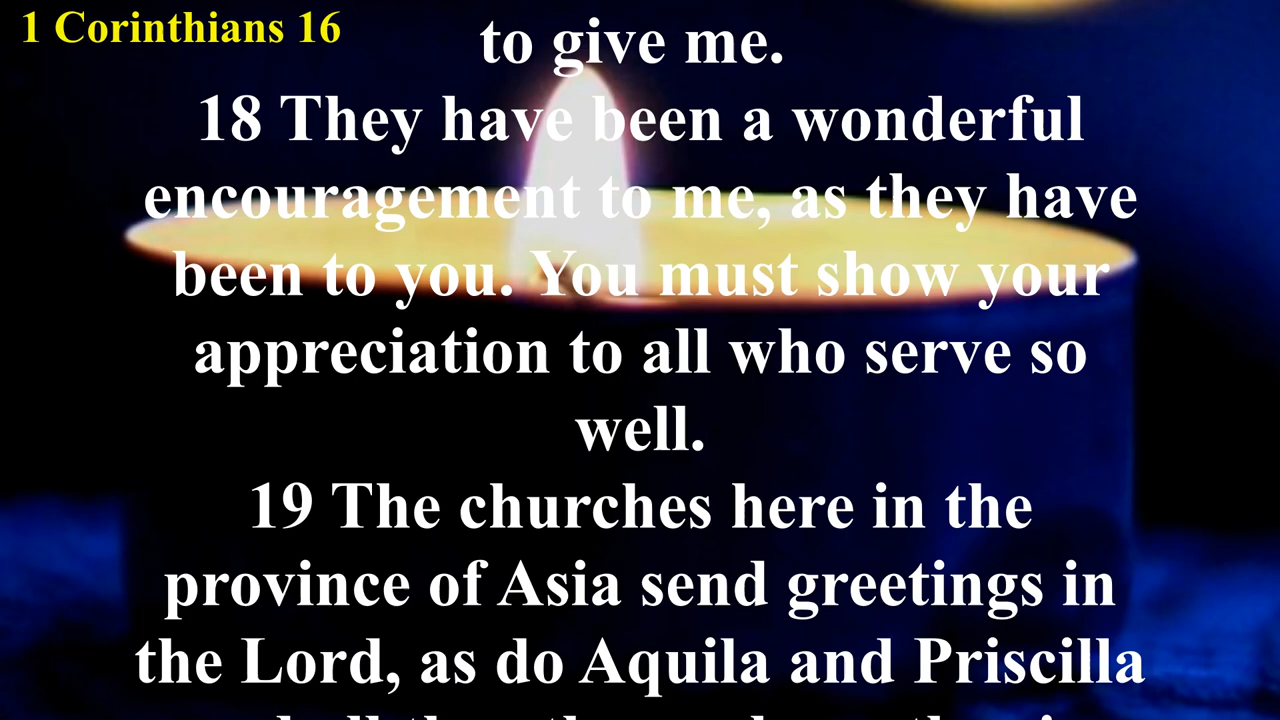 1 Corinthians 16
to give me.
18 They have been a wonderful
encouragement to me, as they have
been to you. You must show your
appreciation to all who serve so
well.
19 The churches here in the
province of Asia send greetings in
the Lord, as do Aquila and Priscilla